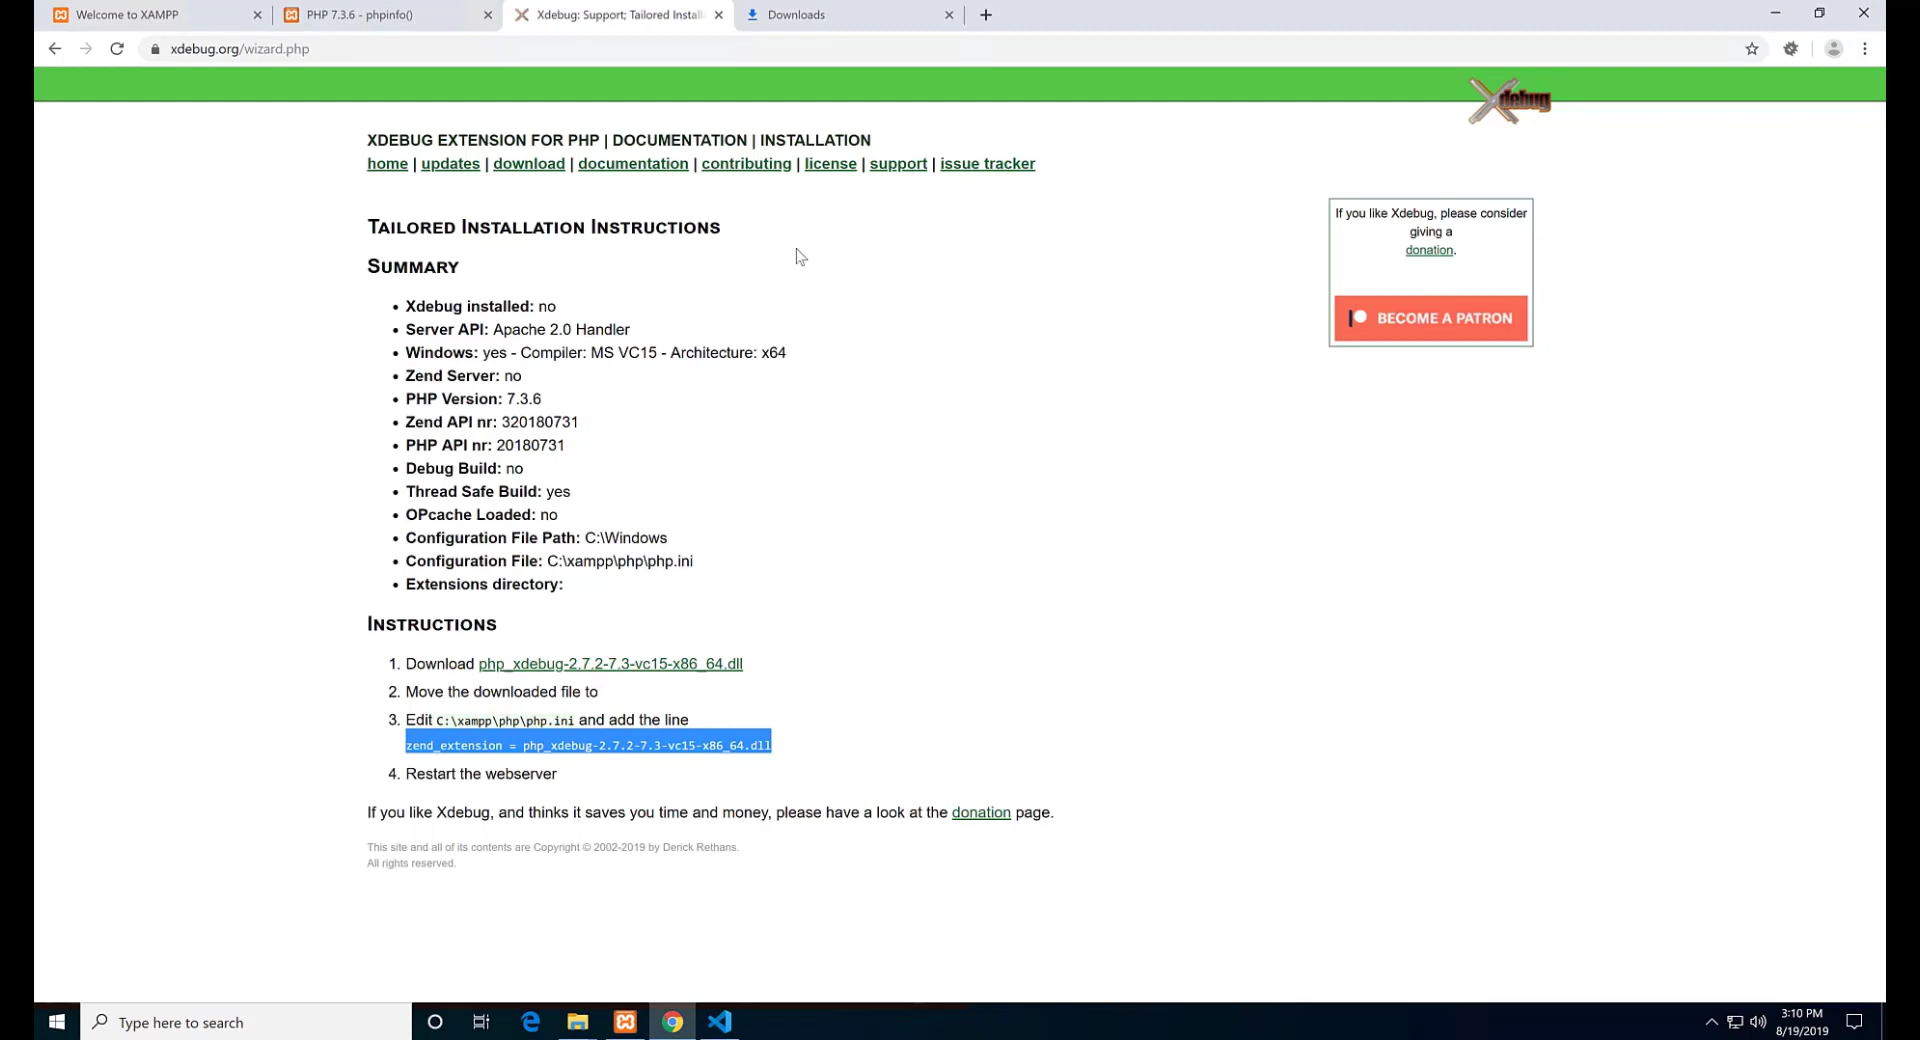 Welcome to XAMPP
PHP 7.3.6 - phpinfo()
Xdebug: Support; Tailored Install
Downloads
xdebug.org/wizard.php
Xdebug
XDEBUG EXTENSION FOR PHP | DOCUMENTATION | INSTALLATION
home | updates | download | documentation | contributing | license | support | issue tracker
If you like Xdebug, please consider
giving a
donation.
BECOME A PATRON
TAILORED INSTALLATION INSTRUCTIONS
SUMMARY
• Xdebug installed: no
• Server API: Apache 2.0 Handler
• Windows: yes - Compiler: MS VC15 - Architecture: x64
• Zend Server: no
• PHP Version: 7.3.6
• Zend API nr: 320180731
• PHP API nr: 20180731
• Debug Build: no
• Thread Safe Build: yes
• OPcache Loaded: no
• Configuration File Path: C:\Windows
• Configuration File: C:\xampp\php\php.ini
• Extensions directory:
INSTRUCTIONS
1. Download php_xdebug-2.7.2-7.3-vc15-x86_64.dll
2. Move the downloaded file to
3. Edit C:\xampp\php\php.ini and add the line
zend_extension = php_xdebug-2.7.2-7.3-vc15-x86_64.dll
4. Restart the webserver
If you like Xdebug, and thinks it saves you time and money, please have a look at the donation page.
This site and all of its contents are Copyright © 2002-2019 by Derick Rethans.
All rights reserved.
Type here to search
3:10 PM
8/19/2019